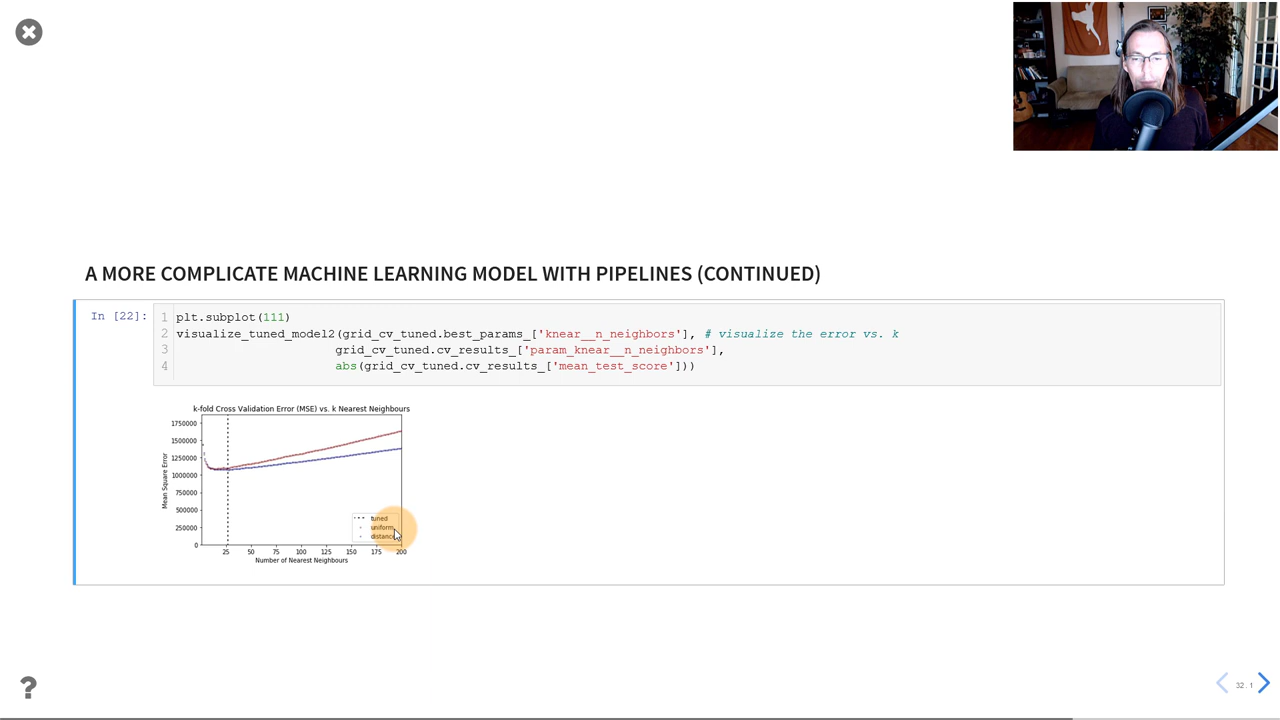 A MORE COMPLICATE MACHINE LEARNING MODEL WITH PIPELINES (CONTINUED)
In [22]:
1 plt.subplot(111)
2 visualize_tuned_model2(grid_cv_tuned.best_params_['knear__n_neighbors'], # visualize the error vs. k
3 grid_cv_tuned.cv_results_['param_knear__n_neighbors'],
4 abs(grid_cv_tuned.cv_results_['mean_test_score']))
k-fold Cross Validation Error (MSE) vs. k Nearest Neighbours
1750000
1500000
1250000
1000000
750000
500000
250000
0
Mean Square Error
tuned
uniform
distance
25 50 75 100 125 150 175 200
Number of Nearest Neighbours
?
32.1